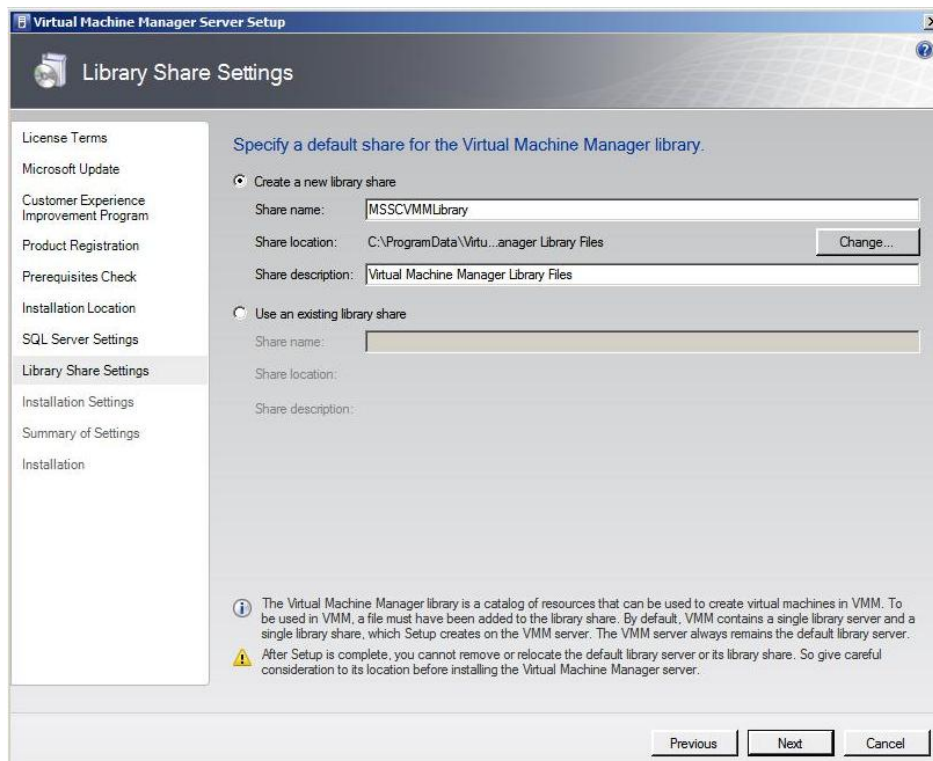 Virtual Machine Manager Server Setup
Library Share Settings
License Terms
Microsoft Update
Customer Experience
Improvement Program
Product Registration
Prerequisites Check
Installation Location
SQL Server Settings
Library Share Settings
Installation Settings
Summary of Settings
Installation
Specify a default share for the Virtual Machine Manager library.
Create a new library share
Share name: MSSCVMMLibrary
Share location: C:\ProgramData\Virtu...anager Library Files Change...
Share description: Virtual Machine Manager Library Files
Use an existing library share
Share name:
Share location:
Share description:
The Virtual Machine Manager library is a catalog of resources that can be used to create virtual machines in VMM. To
be used in VMM, a file must have been added to the library share. By default, VMM contains a single library server and a
single library share, which Setup creates on the VMM server. The VMM server always remains the default library server.
After Setup is complete, you cannot remove or relocate the default library server or its library share. So give careful
consideration to its location before installing the Virtual Machine Manager server.
Previous Next Cancel